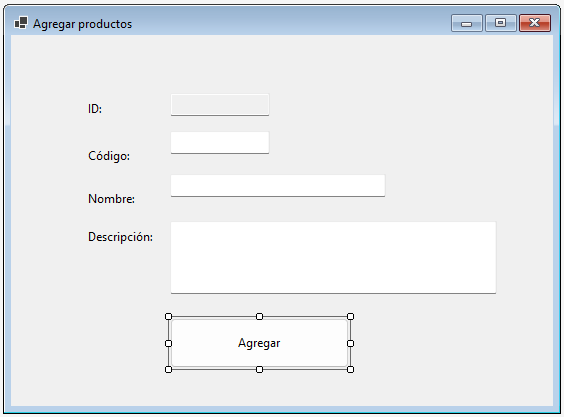 Agregar productos
ID:
Código:
Nombre:
Descripción:
Agregar